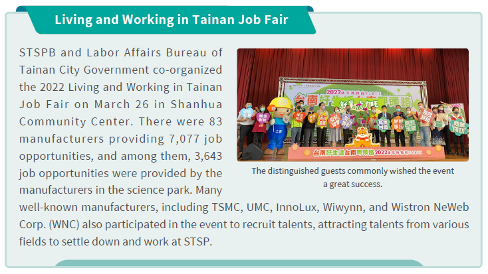 Living and Working in Tainan Job Fair
STSPB and Labor Affairs Bureau of
Tainan City Government co-organized
the 2022 Living and Working in Tainan
Job Fair on March 26 in Shanhua
Community Center. There were 83
manufacturers providing 7,077 job
opportunities, and among them, 3,643
job opportunities were provided by the
manufacturers in the science park. Many
well-known manufacturers, including TSMC, UMC, InnoLux, Wiwynn, and Wistron NeWeb
Corp. (WNC) also participated in the event to recruit talents, attracting talents from various
fields to settle down and work at STSP.
2022
The distinguished guests commonly wished the event
a great success.